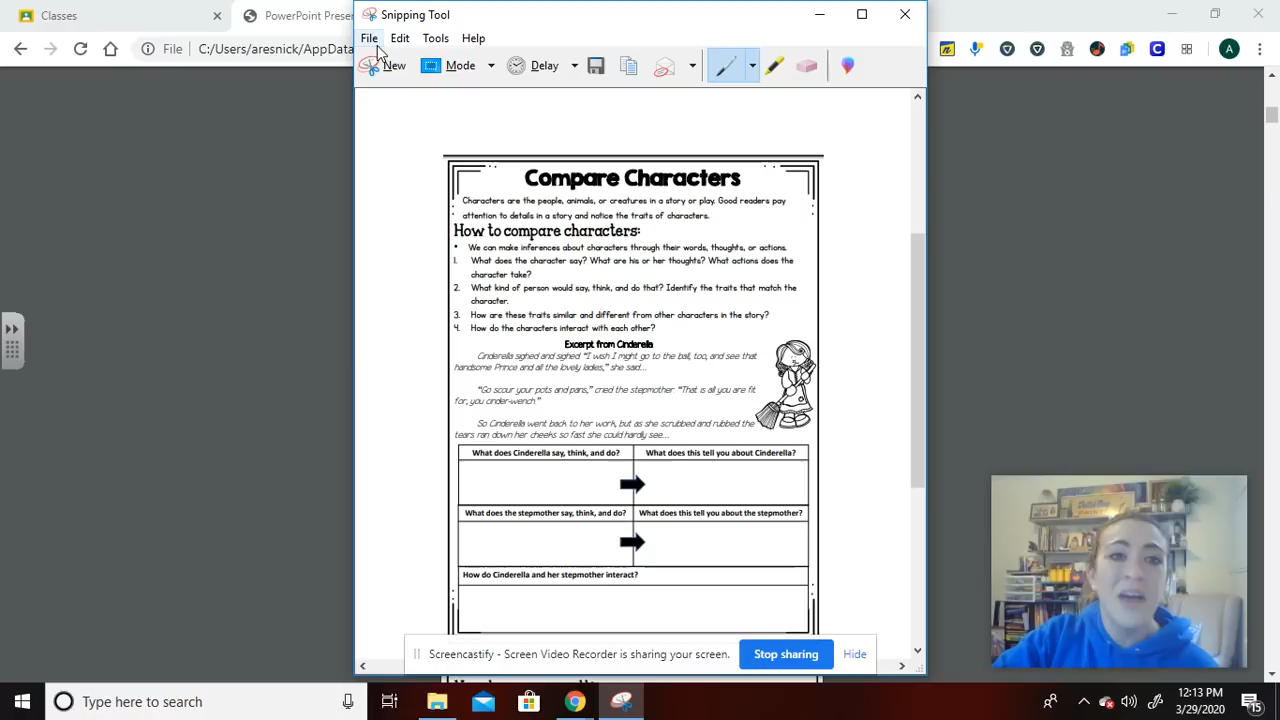 Classes
PowerPoint Presen
Snipping Tool
File
C:/Users/aresnick/AppData
A
File Edit Tools Help
New Mode Delay
Compare Characters
Characters are the people, animals, or creatures in a story or play. Good readers pay
attention to details in a story and notice the traits of characters.
How to compare characters:
• We can make inferences about characters through their words, thoughts, or actions.
1. What does the character say? What are his or her thoughts? What actions does the
character take?
2. What kind of person would say, think, and do that? Identify the traits that match the
character.
3. How are these traits similar and different from other characters in the story?
4. How do the characters interact with each other?
Excerpt from Cinderella
Cinderella sighed and sighed "I wish I might go to the ball, too, and see that
handsome Prince and all the lovely ladies," she said...
"Go scour your pots and pans," cried the stepmother. "That is all you are fit
for, you cinder-wench."
So Cinderella went back to her work, but as she scrubbed and rubbed the
tears ran down her cheeks so fast she could hardly see...
What does Cinderella say, think, and do? What does this tell you about Cinderella?
What does the stepmother say, think, and do? What does this tell you about the stepmother?
How do Cinderella and her stepmother interact?
Screencastify - Screen Video Recorder is sharing your screen. Stop sharing Hide
Type here to search
12:13 PM
3/29/2020
15